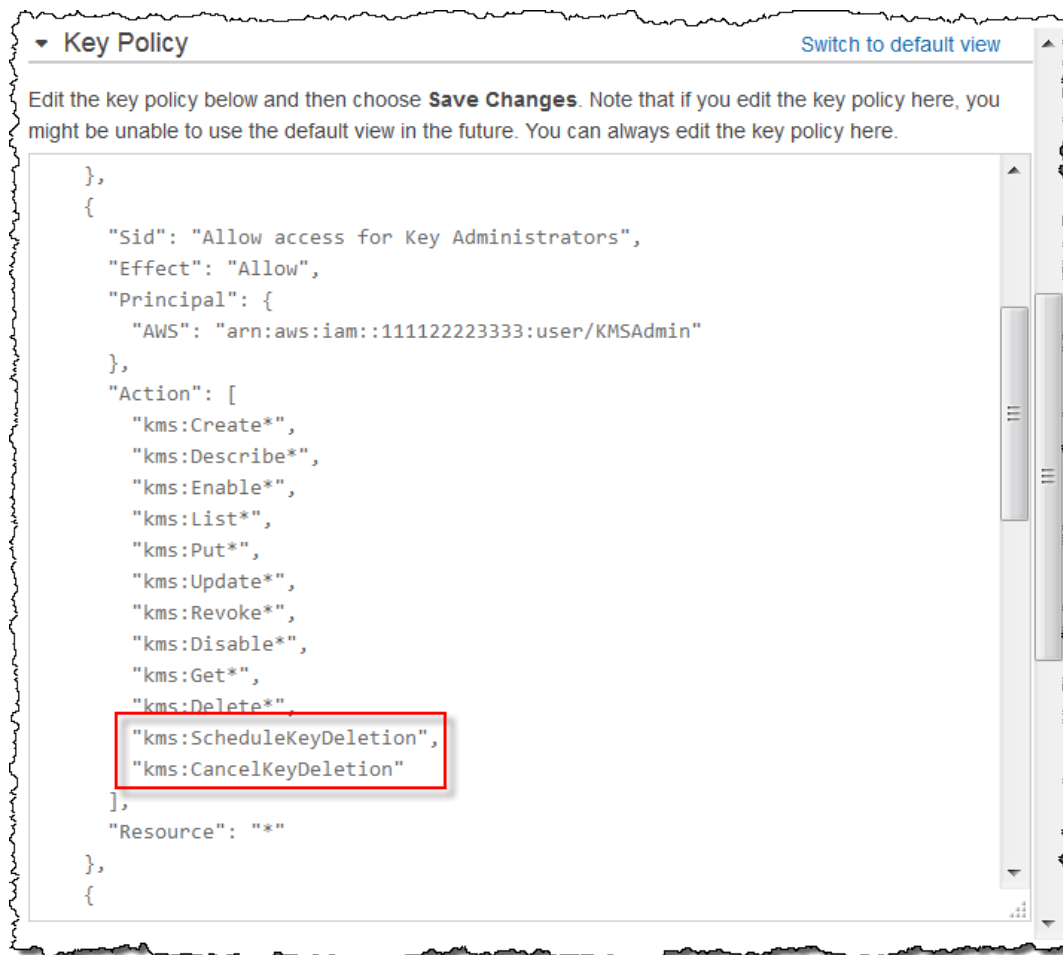 Key Policy
Switch to default view
Edit the key policy below and then choose Save Changes. Note that if you edit the key policy here, you
might be unable to use the default view in the future. You can always edit the key policy here.
},
{
"Sid": "Allow access for Key Administrators",
"Effect": "Allow",
"Principal": {
"AWS": "arn:aws:iam::111122223333:user/KMSAdmin"
},
"Action": [
"kms:Create*",
"kms:Describe*",
"kms:Enable*",
"kms:List*",
"kms:Put*",
"kms:Update*",
"kms:Revoke*",
"kms:Disable*",
"kms:Get*",
"kms:Delete*",
"kms:ScheduleKeyDeletion",
"kms:CancelKeyDeletion"
],
"Resource": "*"
},
{